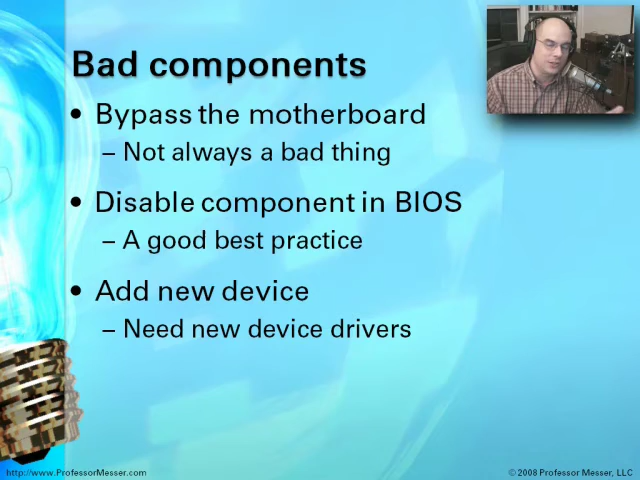 Bad components
• Bypass the motherboard
– Not always a bad thing
• Disable component in BIOS
– A good best practice
• Add new device
– Need new device drivers
http://www.ProfessorMesser.com
© 2008 Professor Messer, LLC